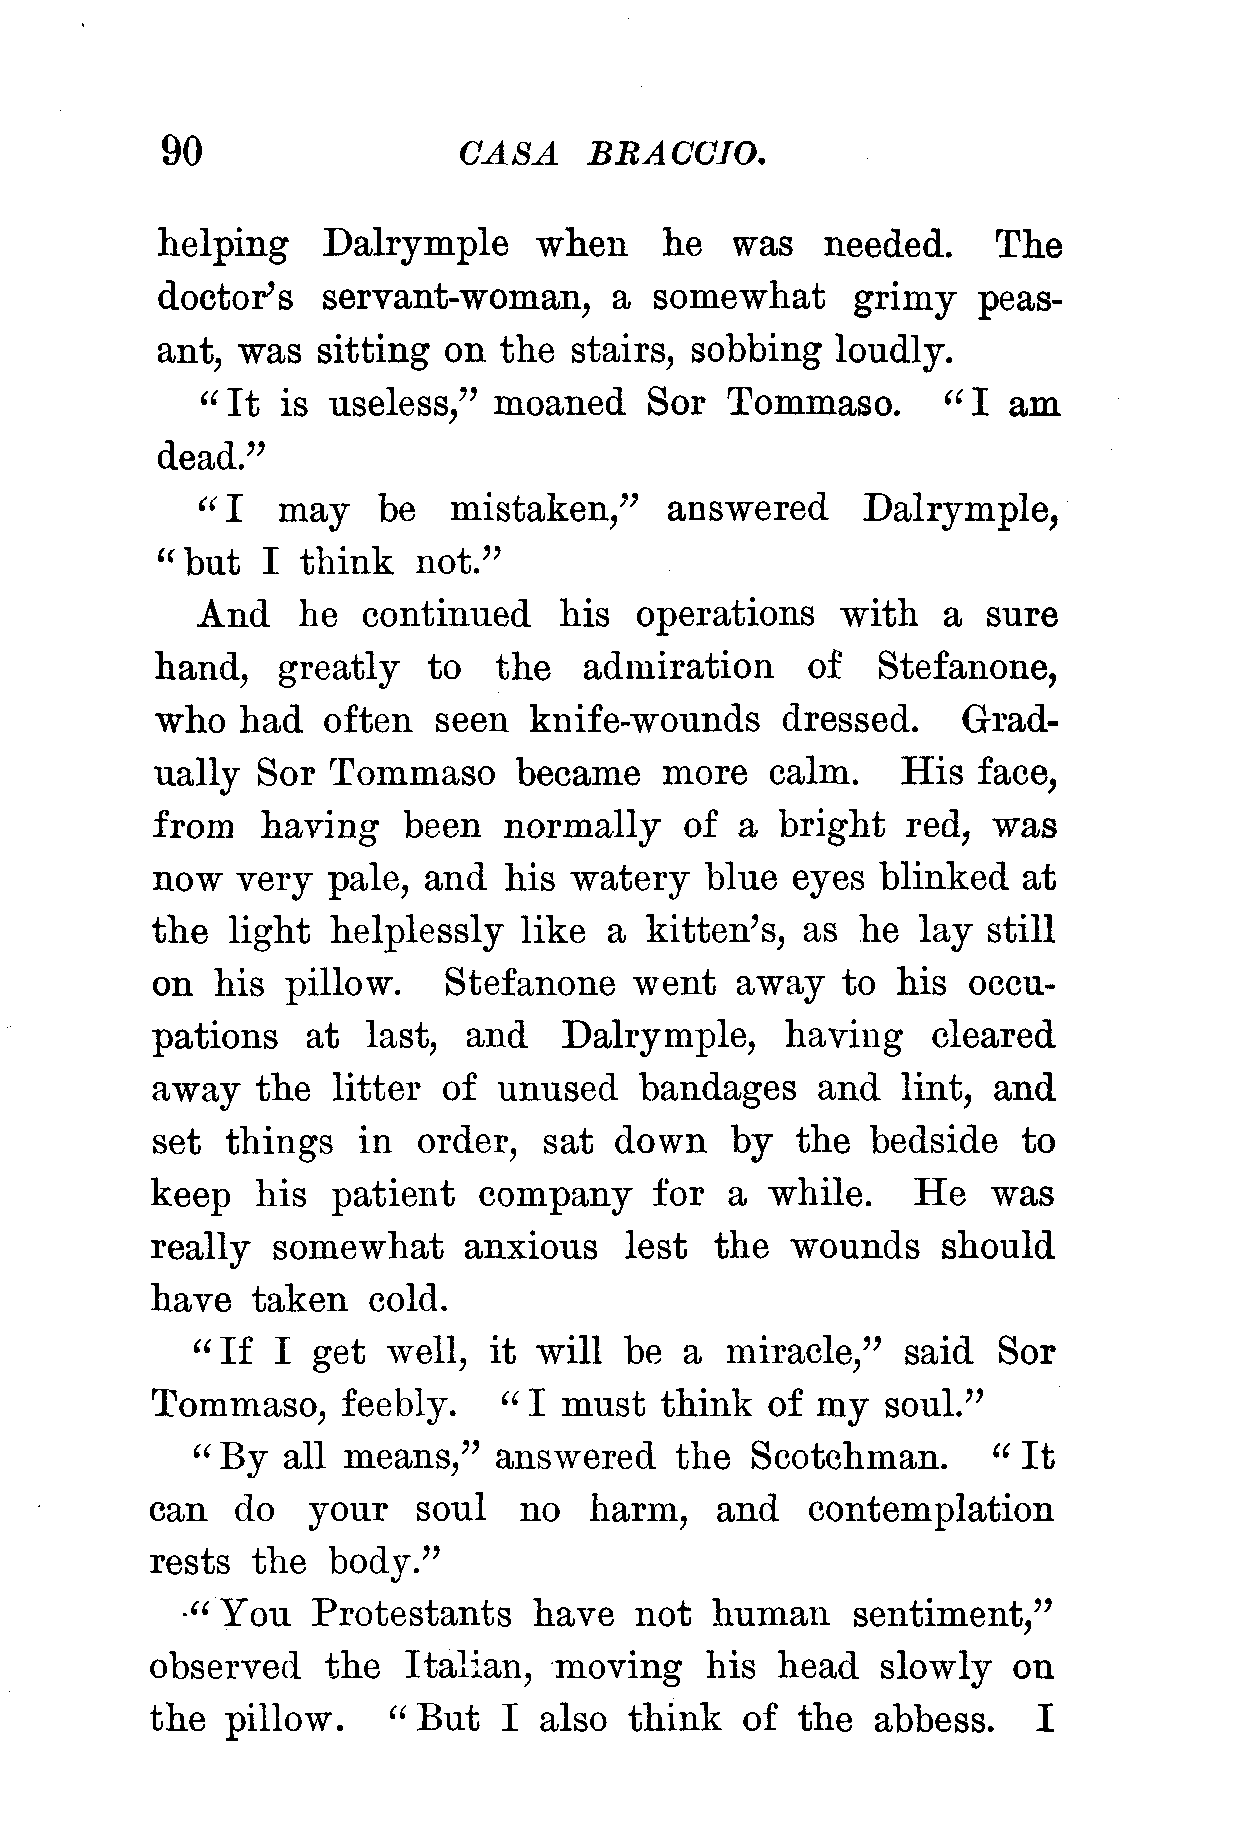 90 CASA BRACCIO.
helping Dalrymple when he was needed. The
doctor's servant-woman, a somewhat grimy peas-
ant, was sitting on the stairs, sobbing loudly.
"It is useless," moaned Sor Tommaso. "I am
dead."
"I may be mistaken," answered Dalrymple,
"but I think not."
And he continued his operations with a sure
hand, greatly to the admiration of Stefanone,
who had often seen knife-wounds dressed. Grad-
ually Sor Tommaso became more calm. His face,
from having been normally of a bright red, was
now very pale, and his watery blue eyes blinked at
the light helplessly like a kitten's, as he lay still
on his pillow. Stefanone went away to his occu-
pations at last, and Dalrymple, having cleared
away the litter of unused bandages and lint, and
set things in order, sat down by the bedside to
keep his patient company for a while. He was
really somewhat anxious lest the wounds should
have taken cold.
"If I get well, it will be a miracle," said Sor
Tommaso, feebly. "I must think of my soul."
"By all means," answered the Scotchman. "It
can do your soul no harm, and contemplation
rests the body."
"You Protestants have not human sentiment,"
observed the Italian, moving his head slowly on
the pillow. "But I also think of the abbess. I